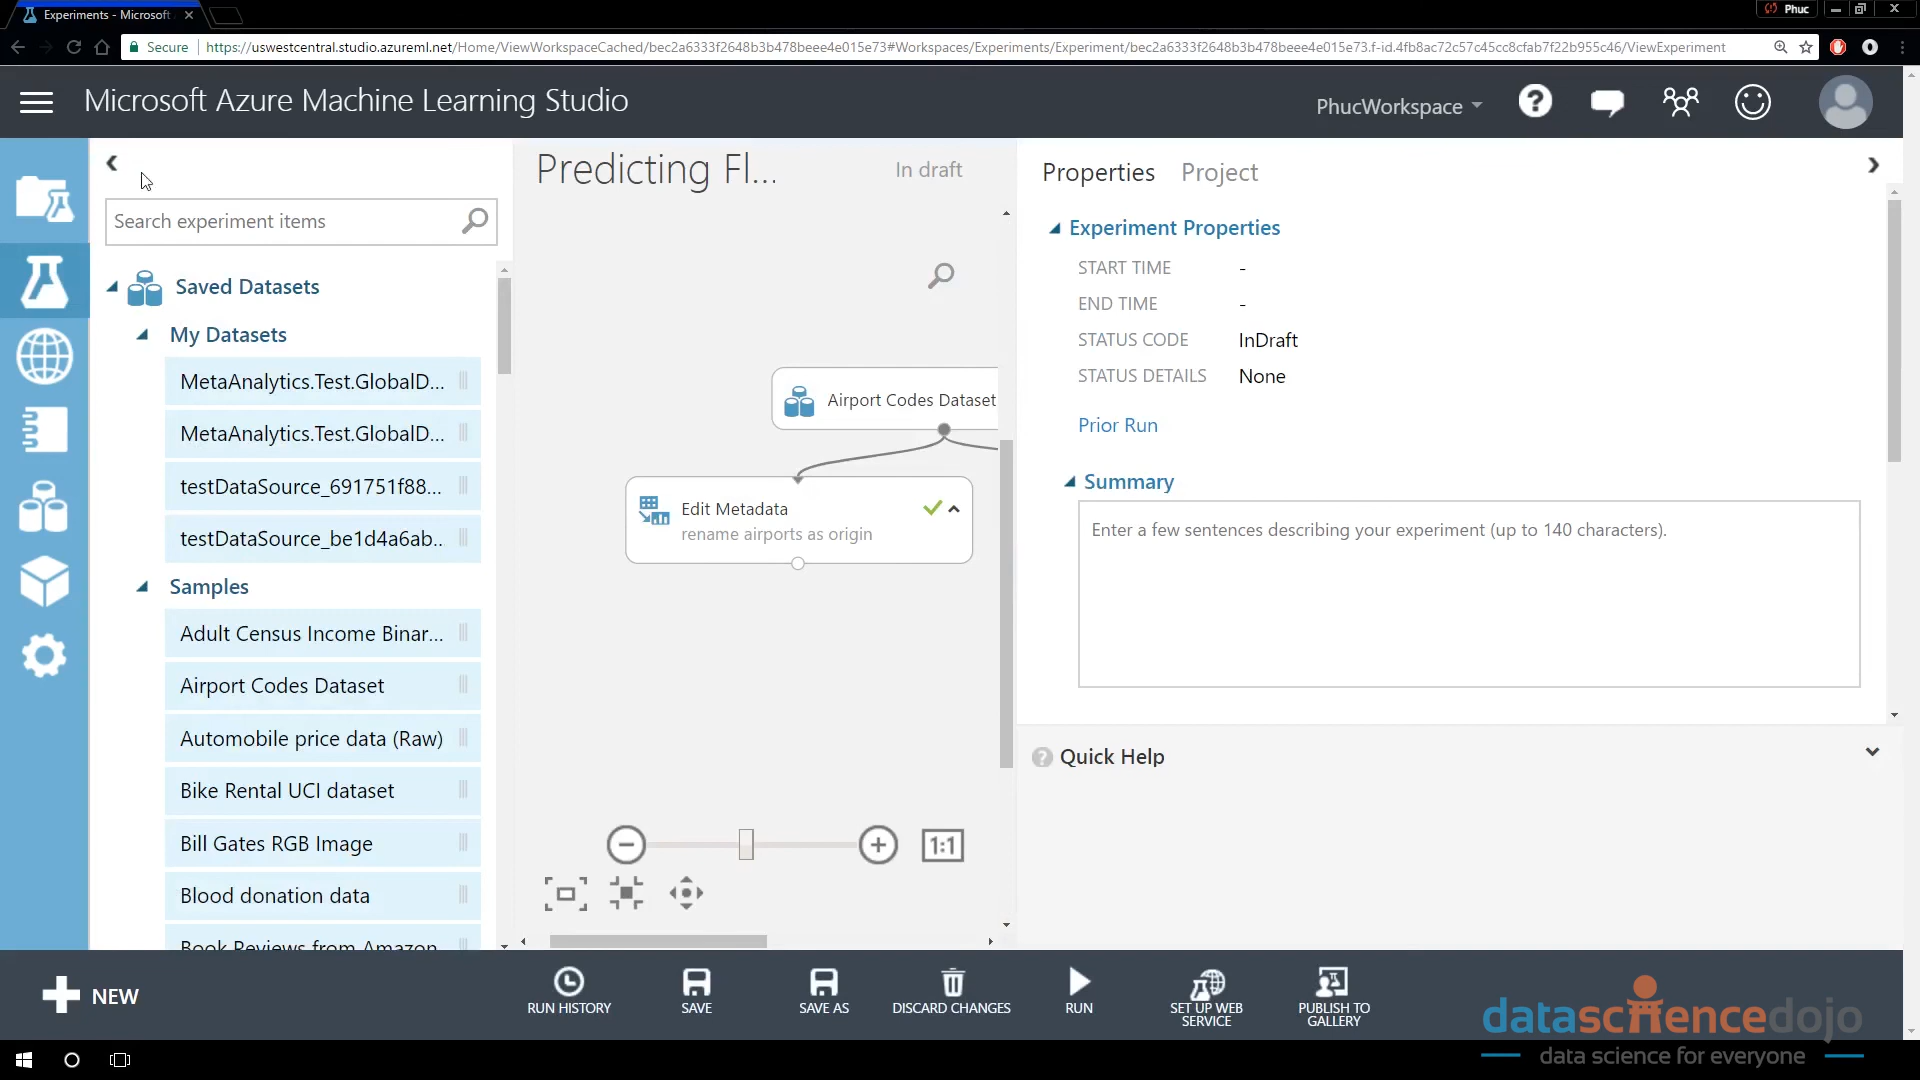 Experiments - Microsoft
Phuc
Secure
https://uswestcentral.studio.azureml.net/Home/ViewWorkspaceCached/bec2a6333f2648b3b478beee4e015e73#Workspaces/Experiments/Experiment/bec2a6333f2648b3b478beee4e015e73.f-id.4fb8ac72c57c45cc8cfab7f22b955c46/ViewExperiment
Microsoft Azure Machine Learning Studio
PhucWorkspace
Search experiment items
Saved Datasets
My Datasets
MetaAnalytics.Test.GlobalD...
MetaAnalytics.Test.GlobalD...
testDataSource_691751f88...
testDataSource_be1d4a6ab...
Samples
Adult Census Income Binar...
Airport Codes Dataset
Automobile price data (Raw)
Bike Rental UCI dataset
Bill Gates RGB Image
Blood donation data
Book Reviews from Amazon
Predicting Fl...
In draft
Airport Codes Dataset
Edit Metadata
rename airports as origin
1:1
Properties
Project
Experiment Properties
START TIME -
END TIME -
STATUS CODE InDraft
STATUS DETAILS None
Prior Run
Summary
Enter a few sentences describing your experiment (up to 140 characters).
Quick Help
NEW
RUN HISTORY
SAVE
SAVE AS
DISCARD CHANGES
RUN
SET UP WEB
SERVICE
PUBLISH TO
GALLERY
datasciencedojo
data science for everyone